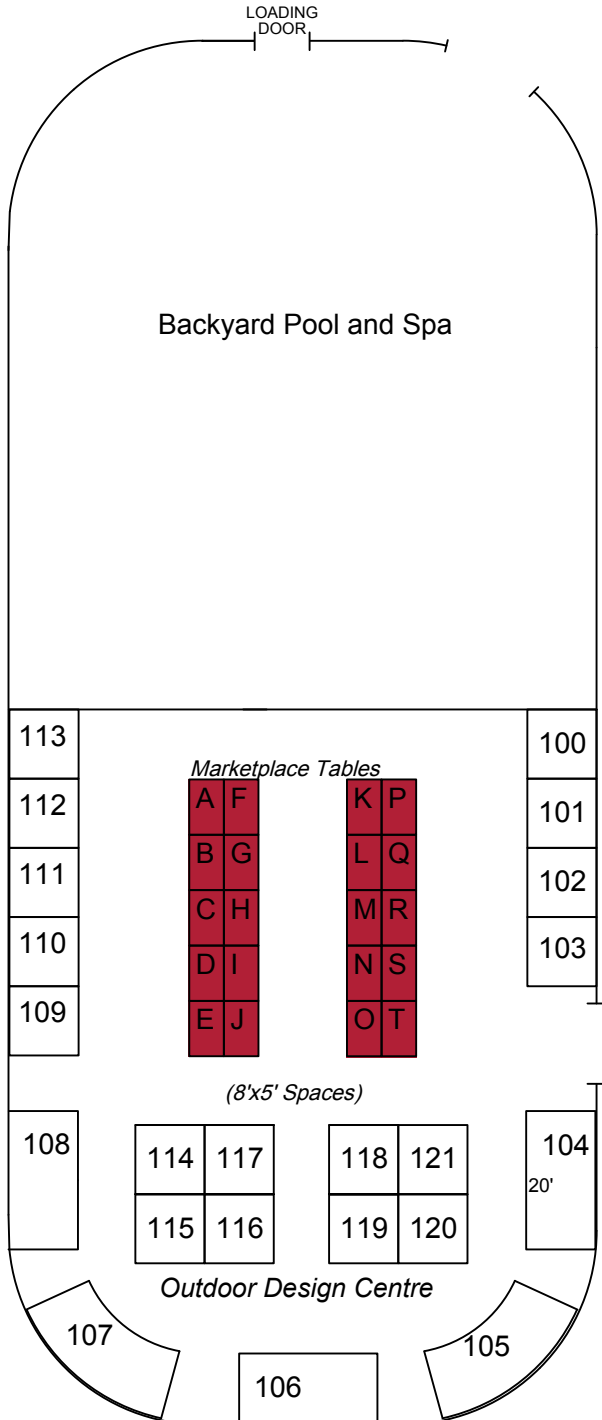 LOADING
DOOR
Backyard Pool and Spa
113
100
Marketplace Tables
A F K P
112
101
B G L Q
111
102
C H M R
110
103
D I N S
109
E J O T
(8'x5' Spaces)
108
104
114 117 118 121
20'
115 116 119 120
Outdoor Design Centre
107
105
106